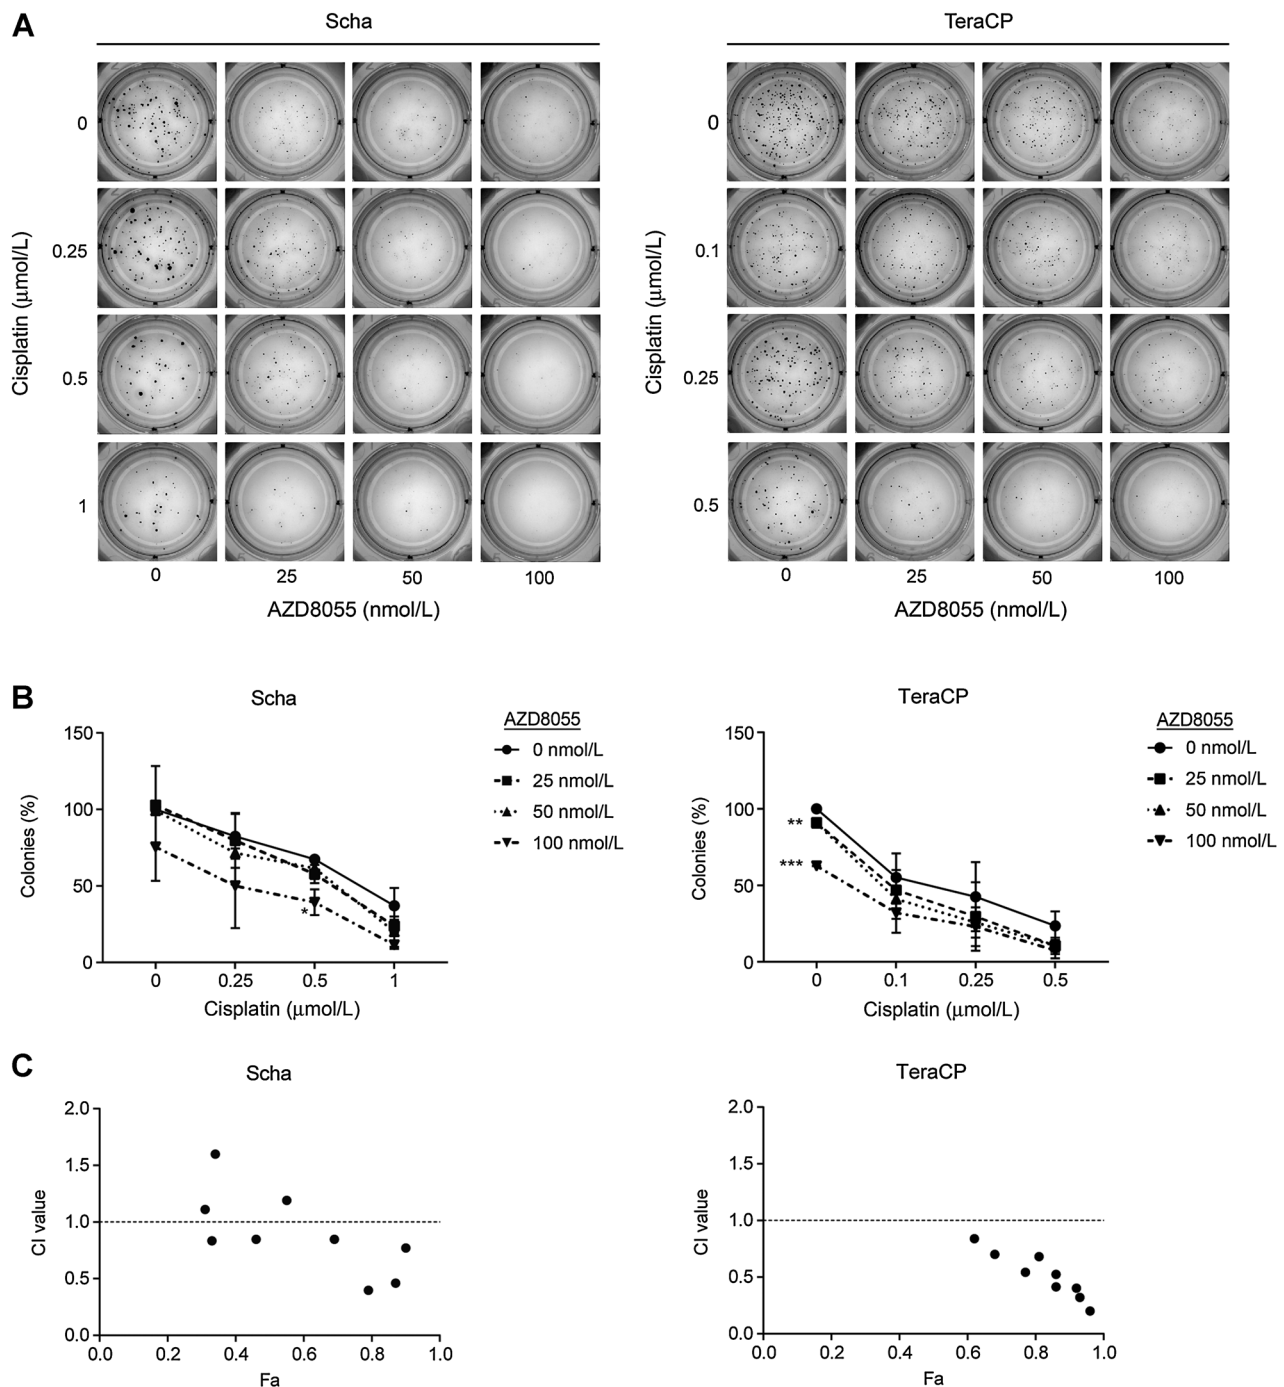 A
Scha
TeraCP
Cisplatin (μmol/L)
0
0.25
0.5
1
0
25
50
100
AZD8055 (nmol/L)
Cisplatin (μmol/L)
0
0.1
0.25
0.5
0
25
50
100
AZD8055 (nmol/L)
B
Scha
Colonies (%)
150
100
50
0
*
0
0.25
0.5
1
Cisplatin (μmol/L)
AZD8055
0 nmol/L
25 nmol/L
50 nmol/L
100 nmol/L
TeraCP
Colonies (%)
150
100
50
0
**
***
0
0.1
0.25
0.5
Cisplatin (μmol/L)
AZD8055
0 nmol/L
25 nmol/L
50 nmol/L
100 nmol/L
C
Scha
CI value
2.0
1.5
1.0
0.5
0.0
0.0
0.2
0.4
0.6
0.8
1.0
Fa
TeraCP
CI value
2.0
1.5
1.0
0.5
0.0
0.0
0.2
0.4
0.6
0.8
1.0
Fa